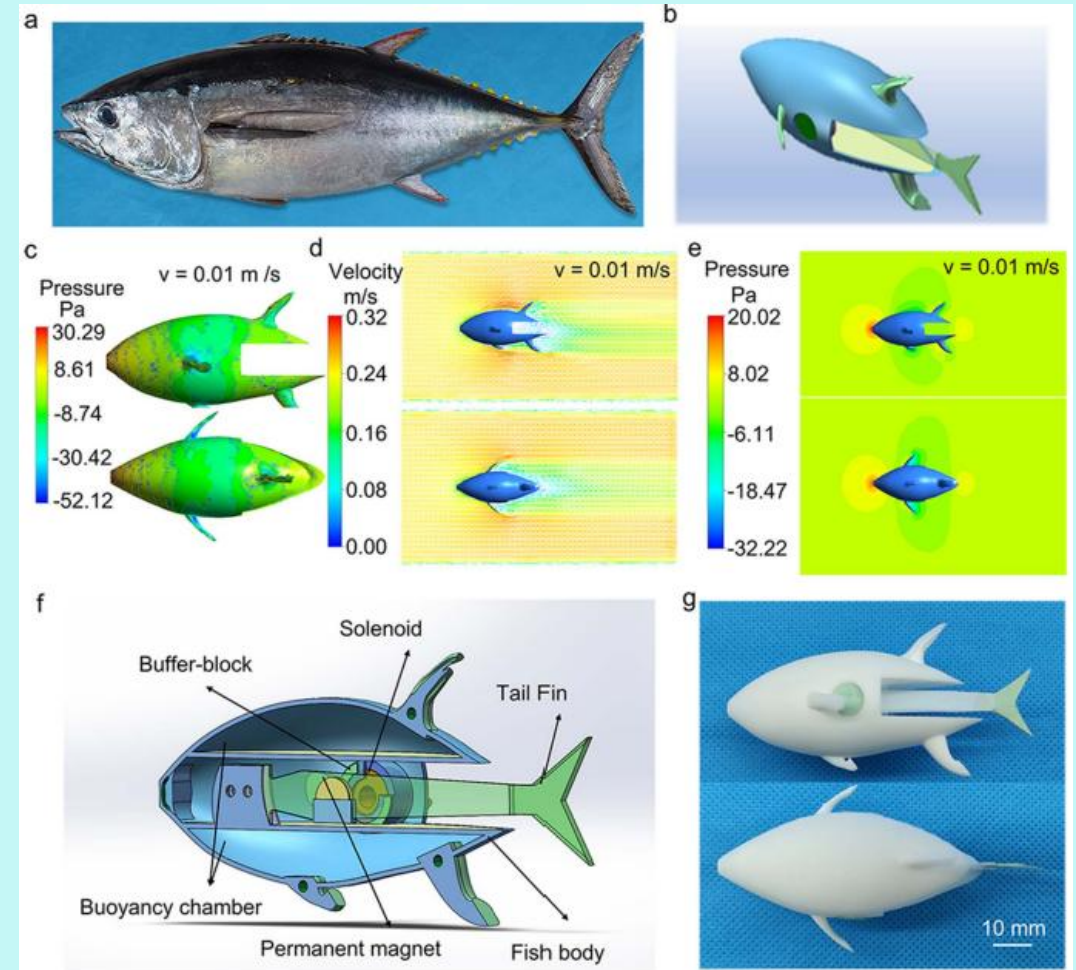 a
b
c
v = 0.01 m /s
Pressure
Pa
30.29
8.61
-8.74
-30.42
-52.12
d
Velocity
m/s
v = 0.01 m/s
0.32
0.24
0.16
0.08
0.00
e
Pressure
Pa
v = 0.01 m/s
20.02
8.02
-6.11
-18.47
-32.22
f
Solenoid
Buffer-block
Tail Fin
Buoyancy chamber
Permanent magnet
Fish body
g
10 mm